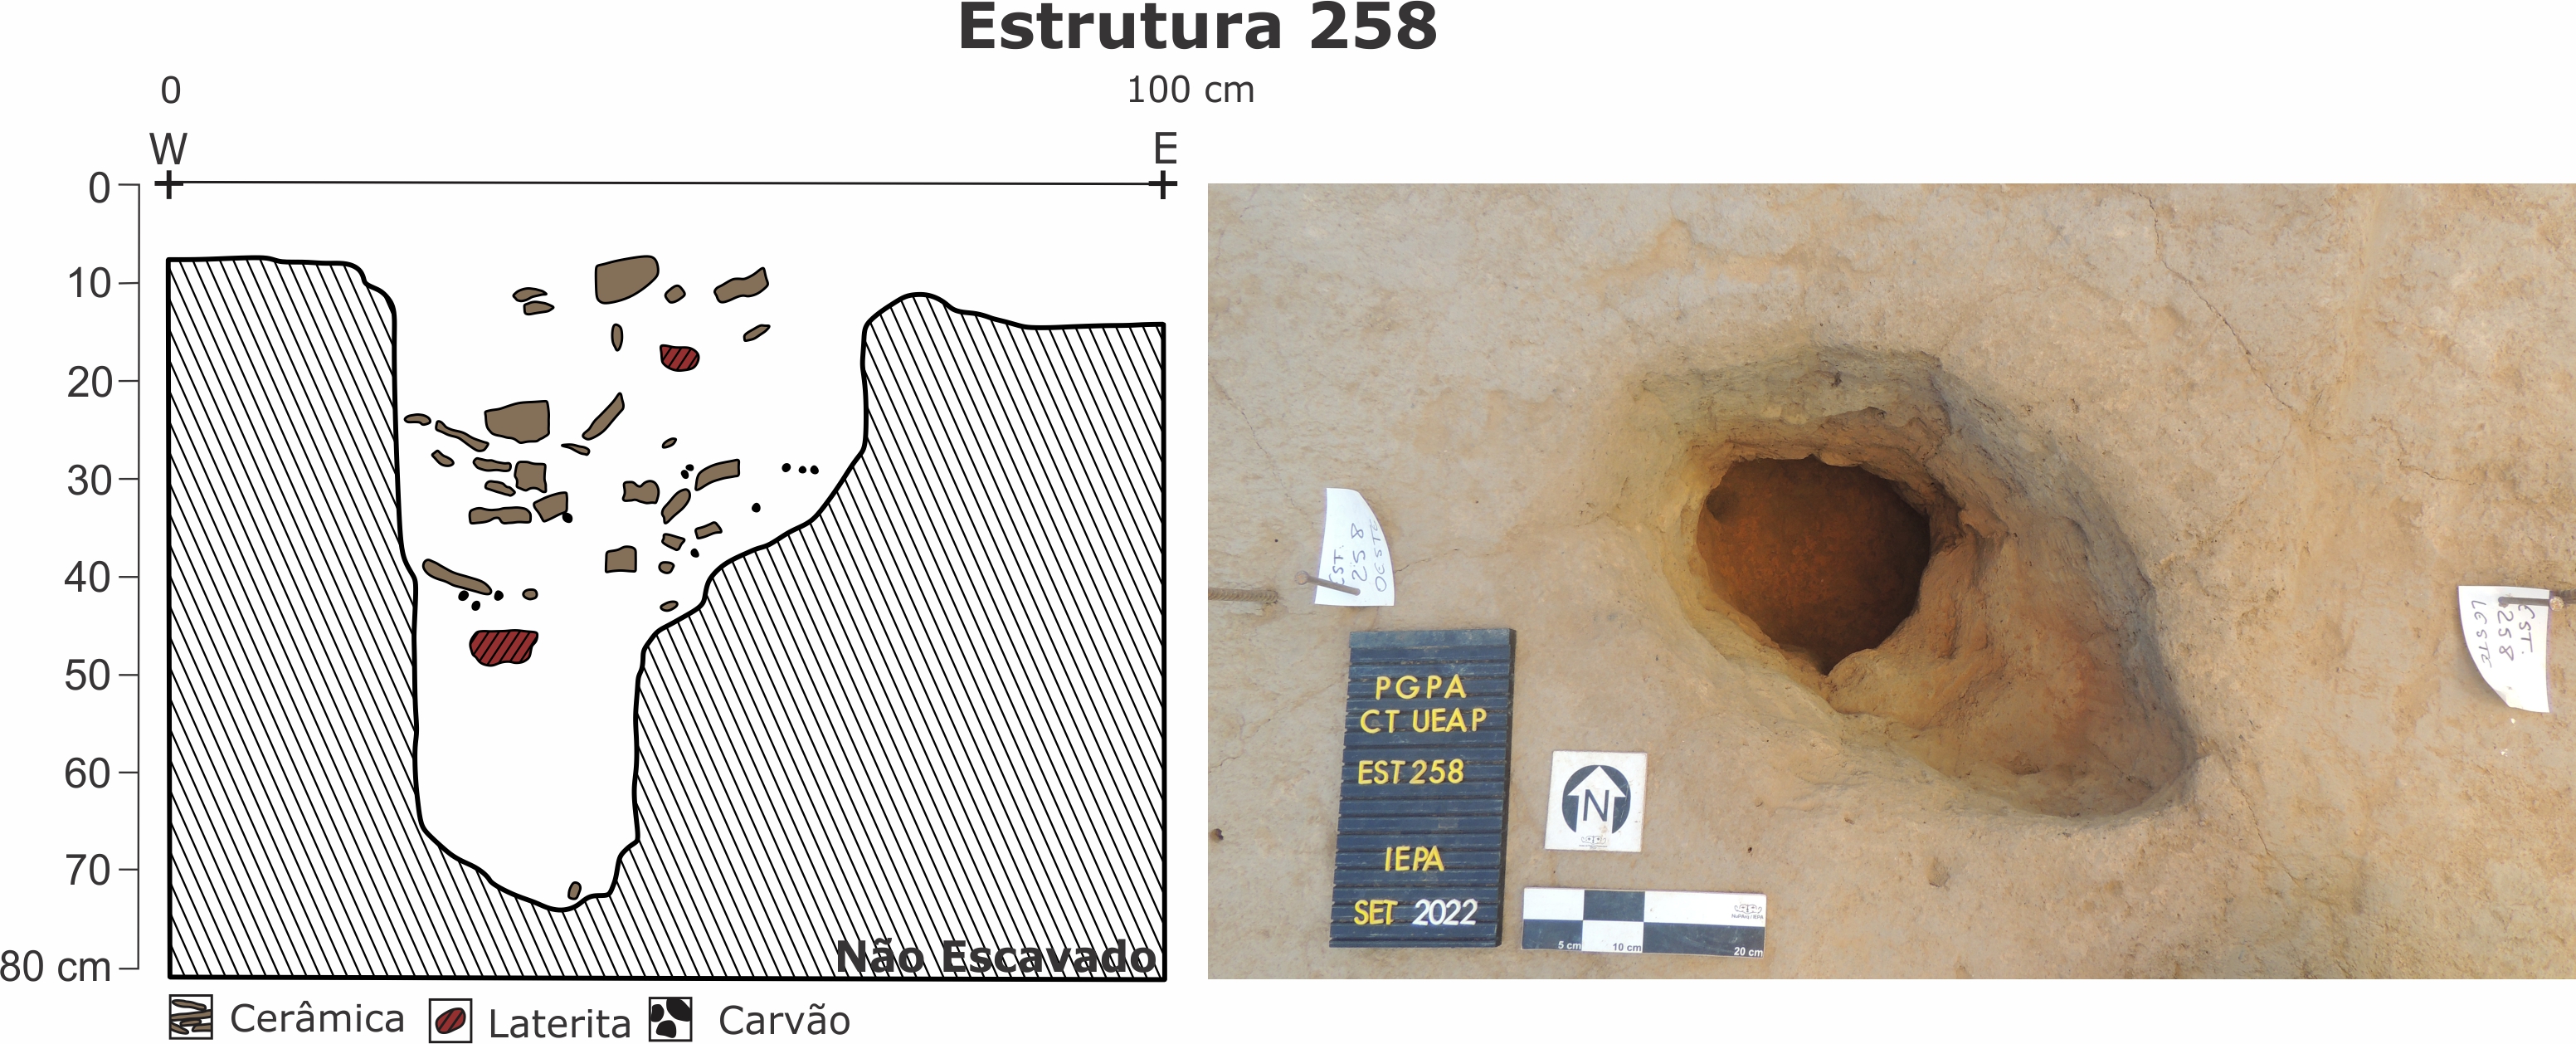 Estrutura 258
0
100 cm
W
E
0
10
20
30
40
50
60
70
80 cm
Não Escavado
Cerâmica
Laterita
Carvão
EST.
258
OESTE
EST.
258
LESTE
PGPA
CT UEAP
EST 258
IEPA
SET 2022
N
5 cm
10 cm
20 cm